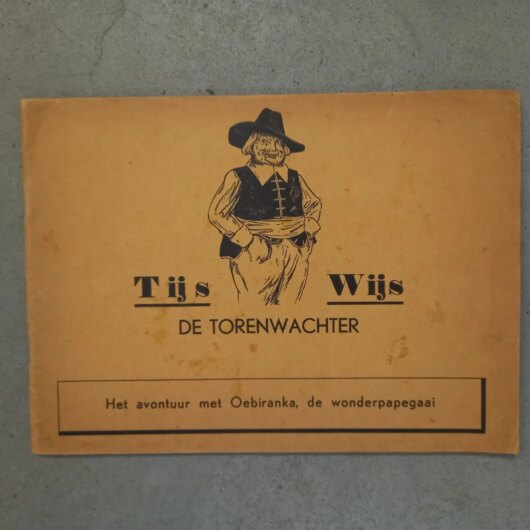 Tijs Wijs
DE TORENWACHTER
Het avontuur met Oebiranka, de wonderpapegaai